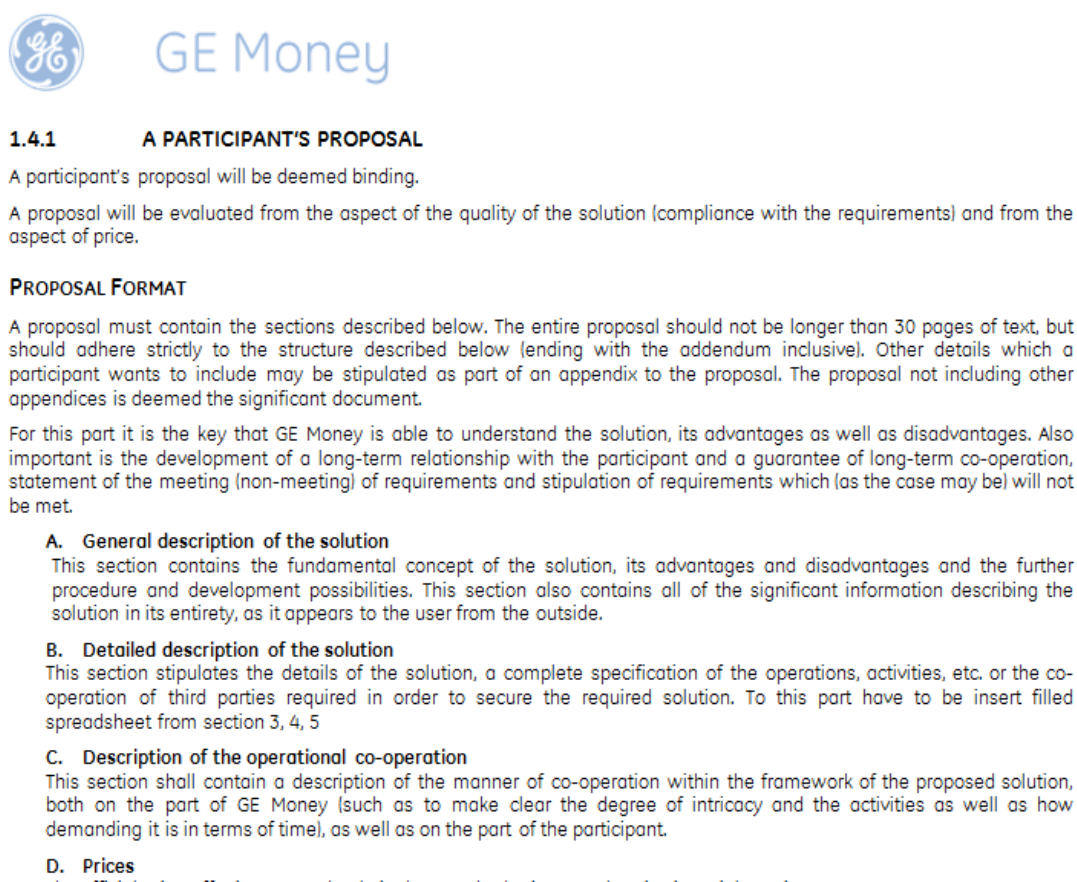 GE GE Money
1.4.1 A PARTICIPANT'S PROPOSAL
A participant's proposal will be deemed binding.
A proposal will be evaluated from the aspect of the quality of the solution (compliance with the requirements) and from the
aspect of price.
PROPOSAL FORMAT
A proposal must contain the sections described below. The entire proposal should not be longer than 30 pages of text, but
should adhere strictly to the structure described below (ending with the addendum inclusive). Other details which a
participant wants to include may be stipulated as part of an appendix to the proposal. The proposal not including other
appendices is deemed the significant document.
For this part it is the key that GE Money is able to understand the solution, its advantages as well as disadvantages. Also
important is the development of a long-term relationship with the participant and a guarantee of long-term co-operation,
statement of the meeting (non-meeting) of requirements and stipulation of requirements which (as the case may be) will not
be met.
A. General description of the solution
This section contains the fundamental concept of the solution, its advantages and disadvantages and the further
procedure and development possibilities. This section also contains all of the significant information describing the
solution in its entirety, as it appears to the user from the outside.
B. Detailed description of the solution
This section stipulates the details of the solution, a complete specification of the operations, activities, etc. or the co-
operation of third parties required in order to secure the required solution. To this part have to be insert filled
spreadsheet from section 3, 4, 5
C. Description of the operational co-operation
This section shall contain a description of the manner of co-operation within the framework of the proposed solution,
both on the part of GE Money (such as to make clear the degree of intricacy and the activities as well as how
demanding it is in terms of time), as well as on the part of the participant.
D. Prices